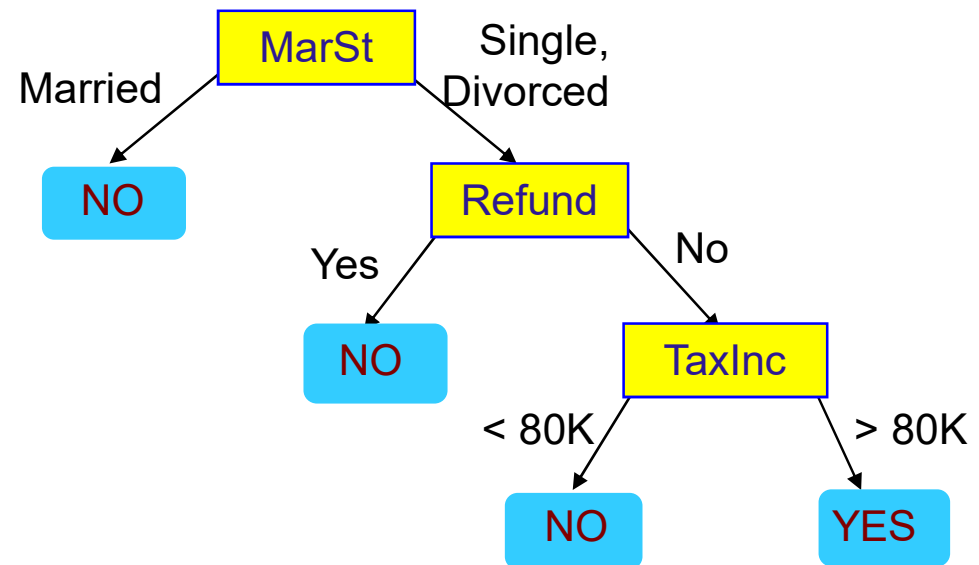 MarSt
Single,
Divorced
Married
NO
Refund
Yes
No
NO
TaxInc
< 80K
> 80K
NO
YES